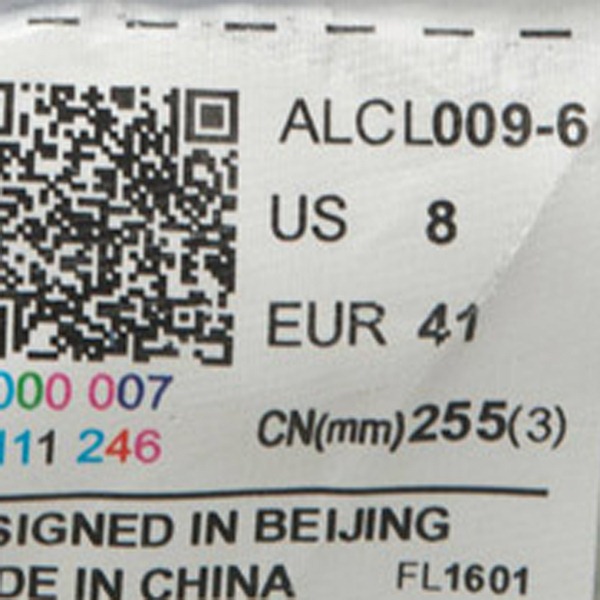 ALCL009-6
US 8
EUR 41
000 007
CN(mm)255(3)
111 246
SIGNED IN BEIJING
DE IN CHINA FL1601